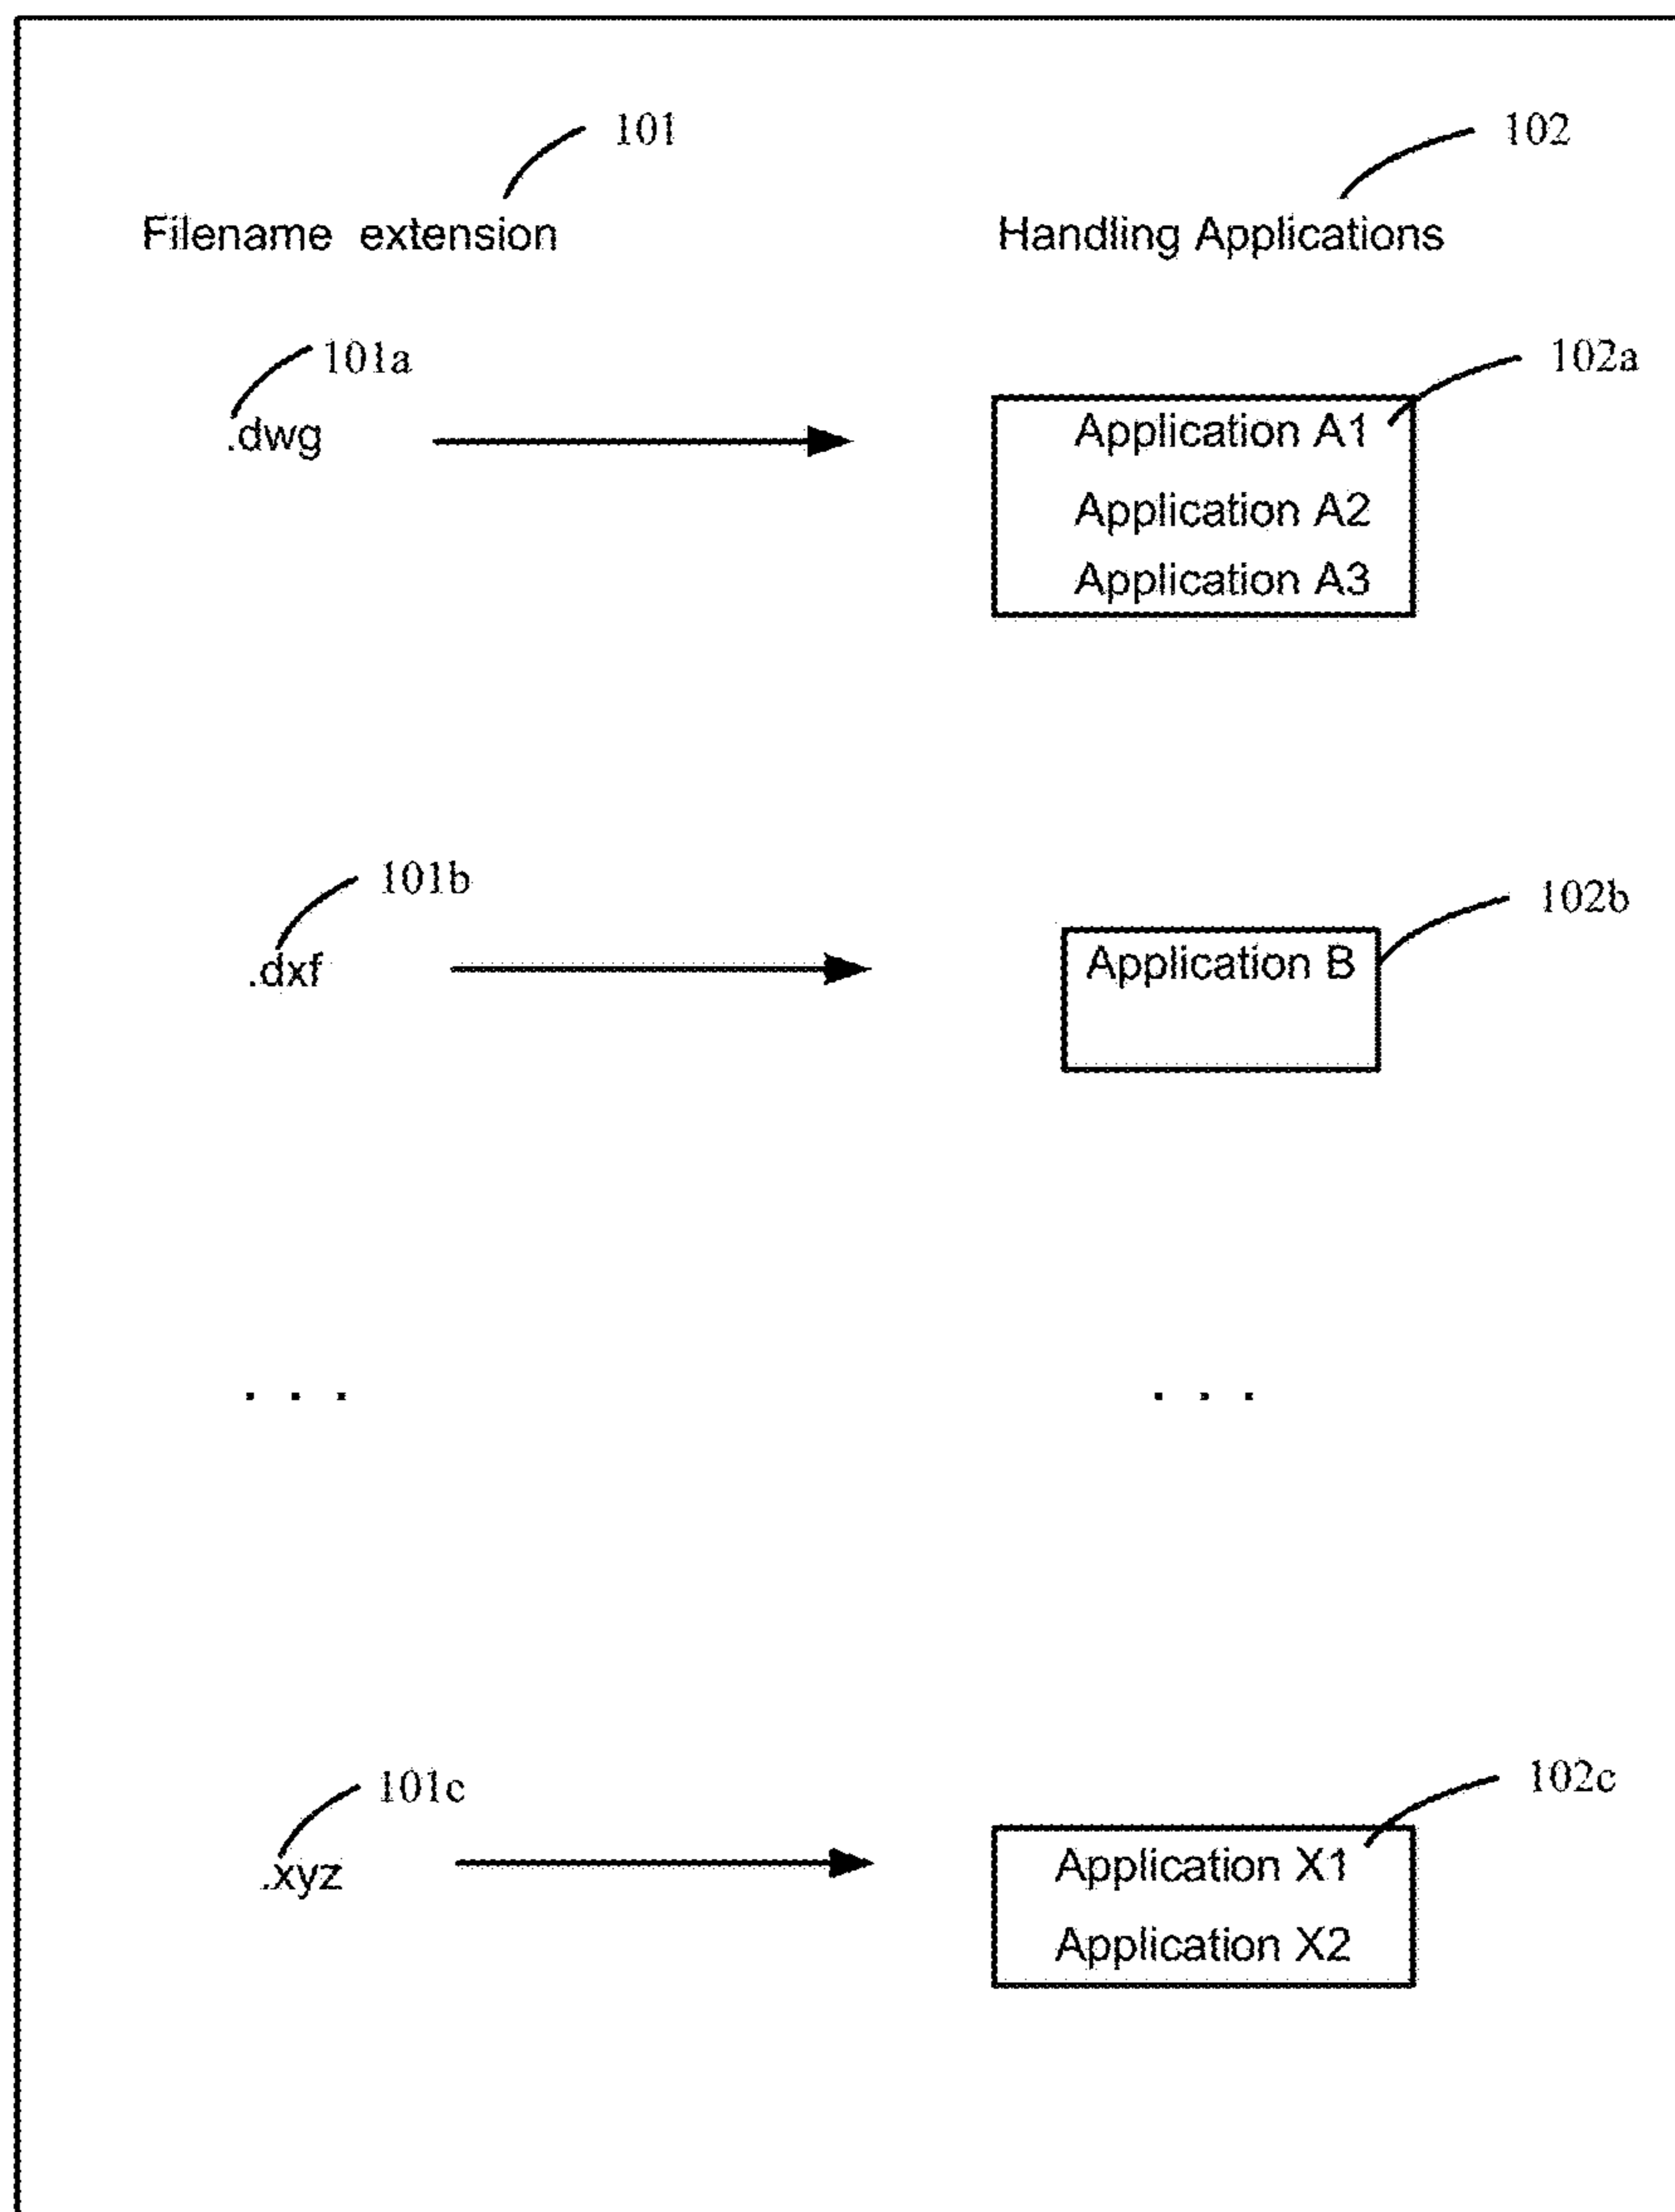 101 102
Filename extension Handling Applications
101a 102a
.dwg Application A1
Application A2
Application A3
101b 102b
.dxf Application B
. . . . . .
101c 102c
.xyz Application X1
Application X2